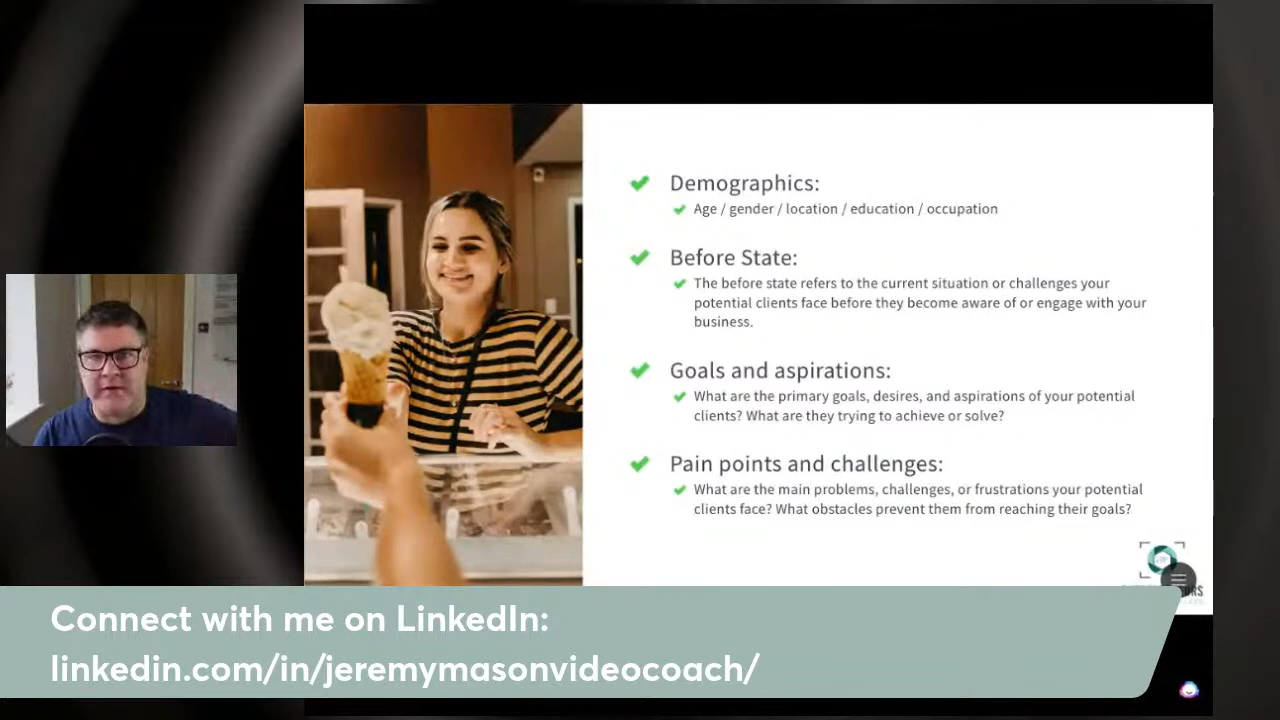 Demographics:
Age / gender / location / education / occupation
Before State:
The before state refers to the current situation or challenges your
potential clients face before they become aware of or engage with your
business.
Goals and aspirations:
What are the primary goals, desires, and aspirations of your potential
clients? What are they trying to achieve or solve?
Pain points and challenges:
What are the main problems, challenges, or frustrations your potential
clients face? What obstacles prevent them from reaching their goals?
Connect with me on LinkedIn:
linkedin.com/in/jeremymasonvideocoach/